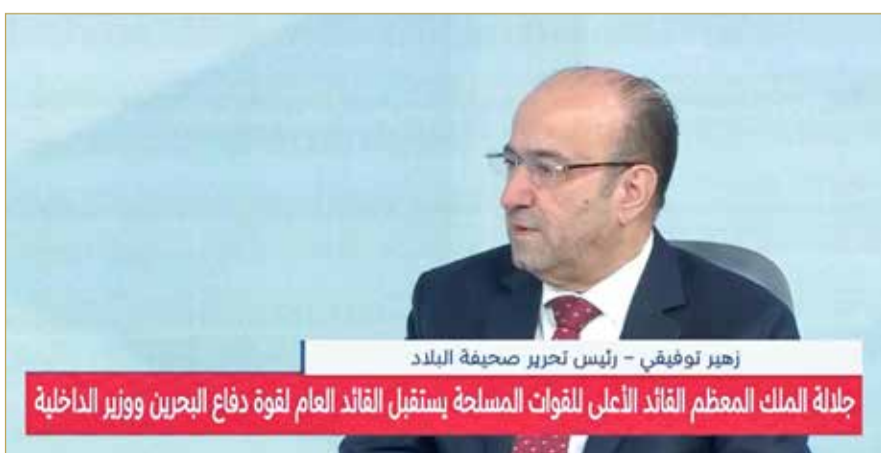 زهير توفيقي – رئيس تحرير صحيفة البلاد
جلالة الملك المعظم القائد الأعلى للقوات المسلحة يستقبل القائد العام لقوة دفاع البحرين ووزير الداخلية